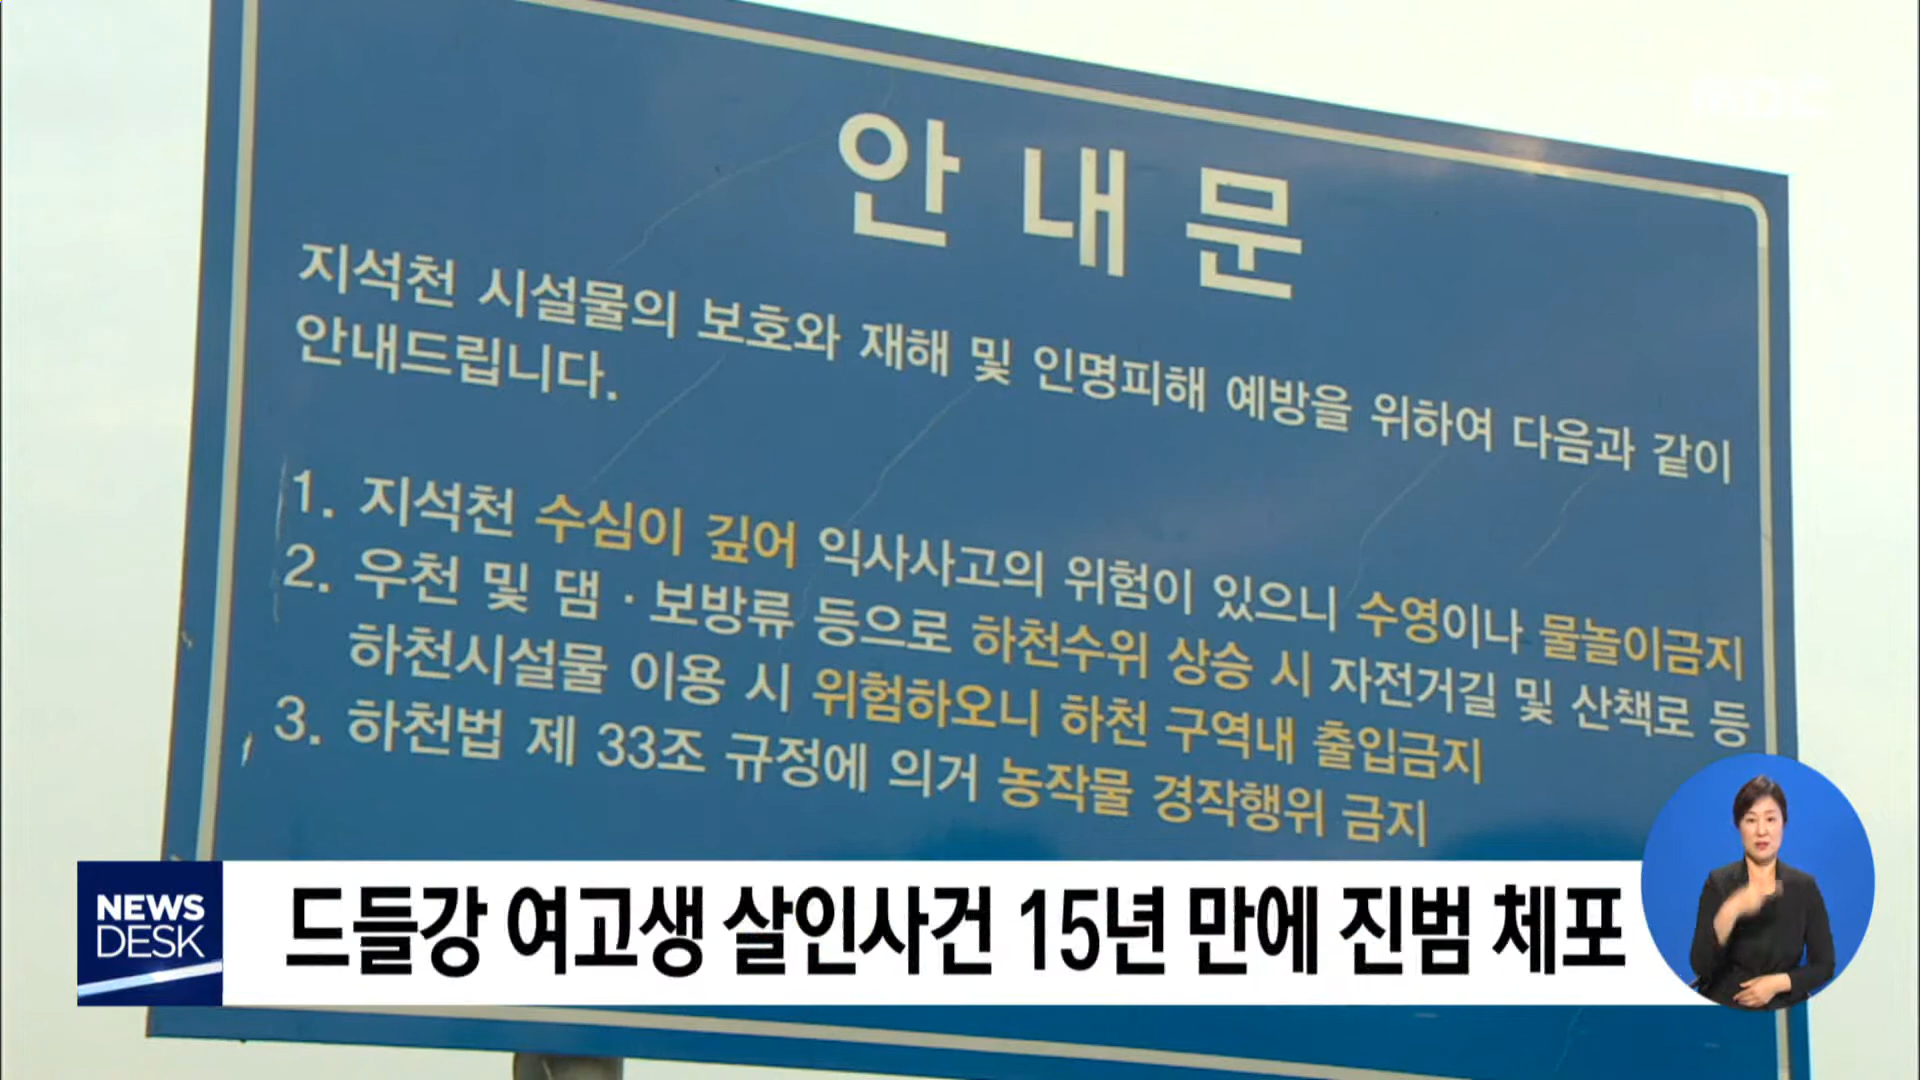 MBC
안내문
지석천 시설물의 보호와 재해 및 인명피해 예방을 위하여 다음과 같이
안내드립니다.
1. 지석천 수심이 깊어 익사사고의 위험이 있으니 수영이나 물놀이금지
2. 우천 및 댐·보방류 등으로 하천수위 상승 시 자전거길 및 산책로 등
하천시설물 이용 시 위험하오니 하천 구역내 출입금지
3. 하천법 제 33조 규정에 의거 농작물 경작행위 금지
NEWS
DESK
드들강 여고생 살인사건 15년 만에 진범 체포